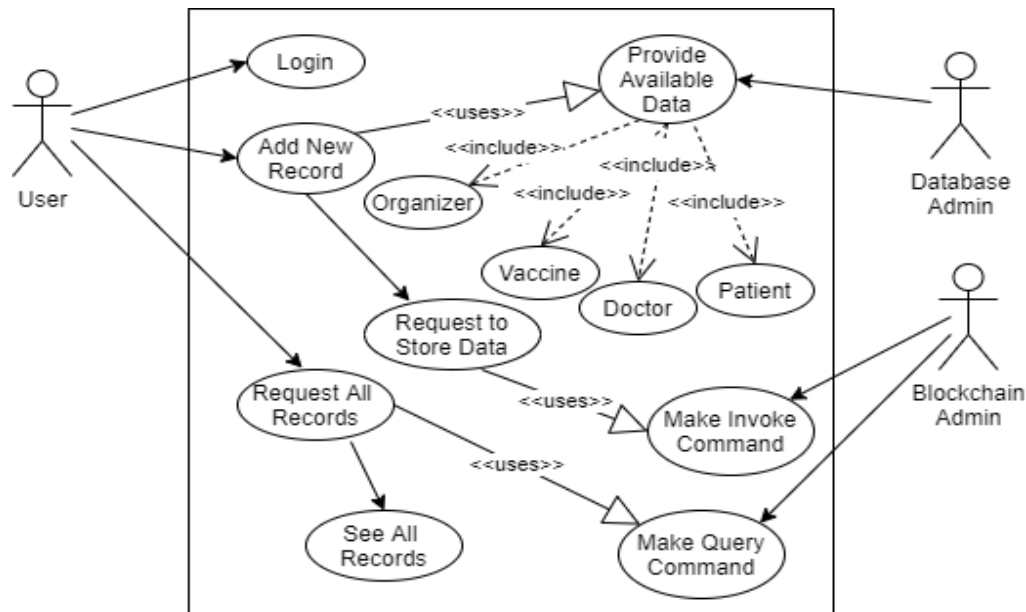 Login
Provide
Available
Data
<<uses>>
Add New
Record
<<include>>
<<include>>
User
Organizer
<<include>>
<<include>>
Database
Admin
Vaccine
Doctor
Patient
Request to
Store Data
Request All
Records
<<uses>>
Make Invoke
Command
Blockchain
Admin
<<uses>>
See All
Records
Make Query
Command